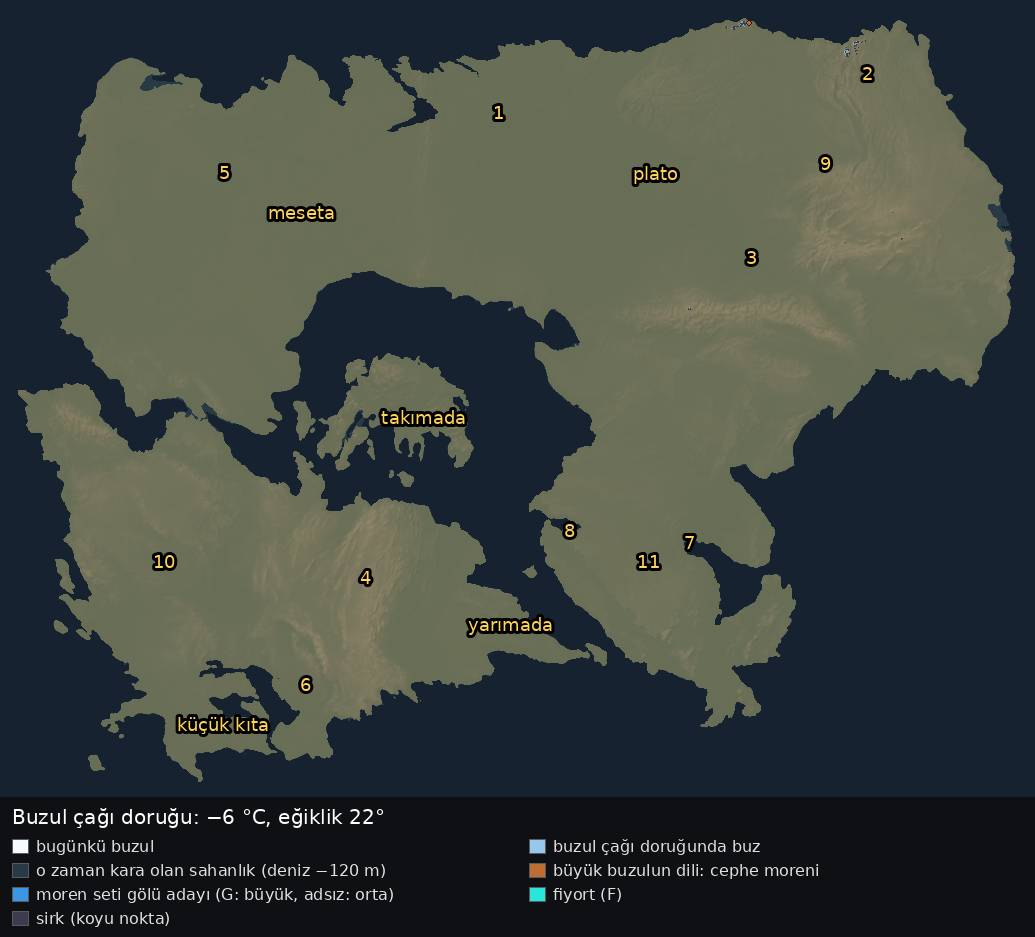 2
1
9
5
plato
meseta
3
takımada
8
7
10
11
4
yarımada
6
küçük kıta
Buzul çağı doruğu: −6 °C, eğiklik 22°
bugünkü buzul
buzul çağı doruğunda buz
o zaman kara olan sahanlık (deniz −120 m)
büyük buzulun dili: cephe moreni
moren seti gölü adayı (G: büyük, adsız: orta)
fiyort (F)
sirk (koyu nokta)